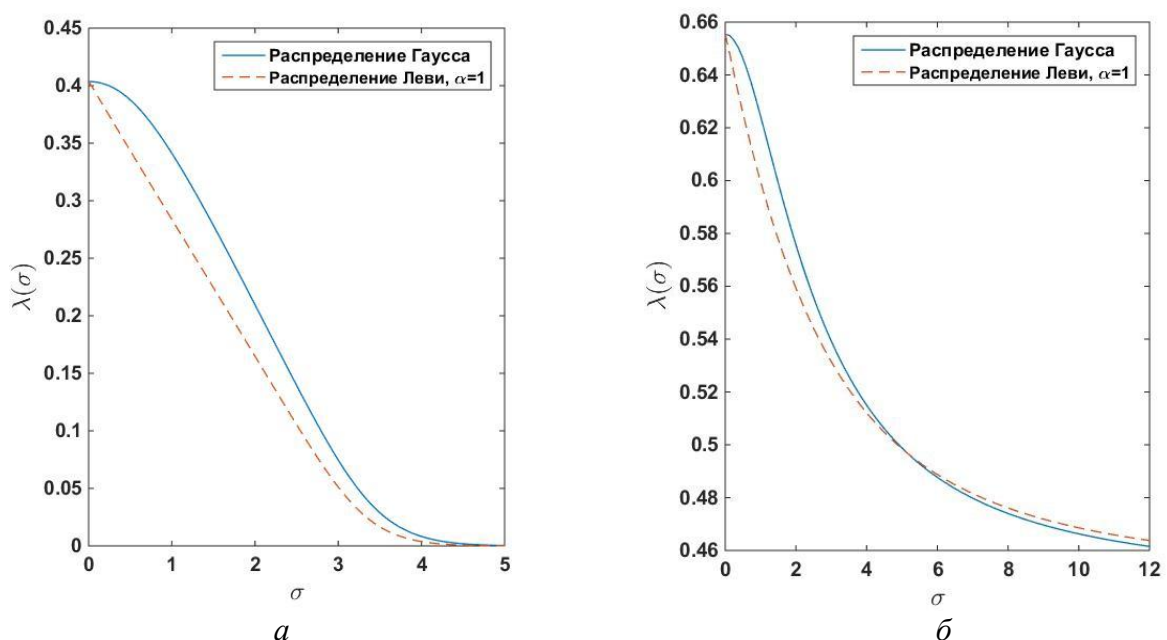 0.45
0.4
0.35
0.3
0.25
0.2
0.15
0.1
0.05
0
λ(σ)
Распределение Гаусса
Распределение Леви, α=1
0 1 2 3 4 5
σ
а
0.66
0.64
0.62
0.6
0.58
0.56
0.54
0.52
0.5
0.48
0.46
λ(σ)
Распределение Гаусса
Распределение Леви, α=1
0 2 4 6 8 10 12
σ
б